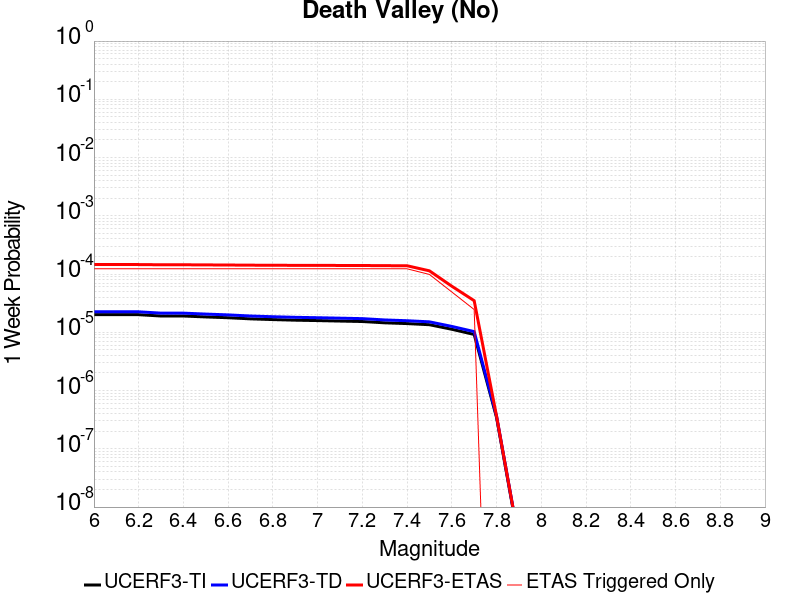 Death Valley (No)
10^0
10^-1
10^-2
10^-3
10^-4
10^-5
10^-6
10^-7
10^-8
1 Week Probability
6 6.2 6.4 6.6 6.8 7 7.2 7.4 7.6 7.8 8 8.2 8.4 8.6 8.8 9
Magnitude
UCERF3-TI UCERF3-TD UCERF3-ETAS ETAS Triggered Only